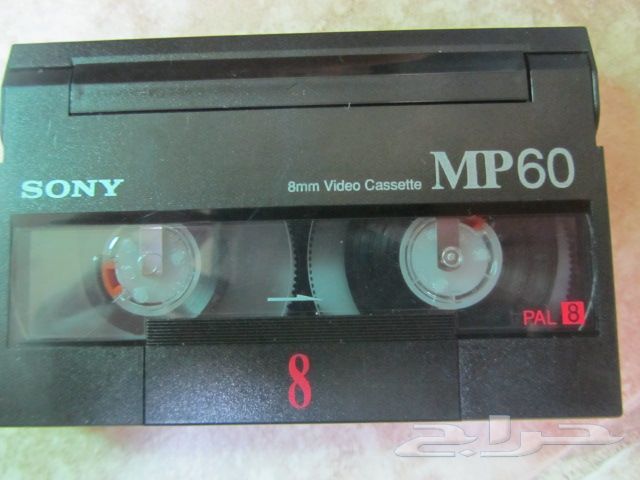 SONY
8mm Video Cassette MP60
PAL 8
8
حراج